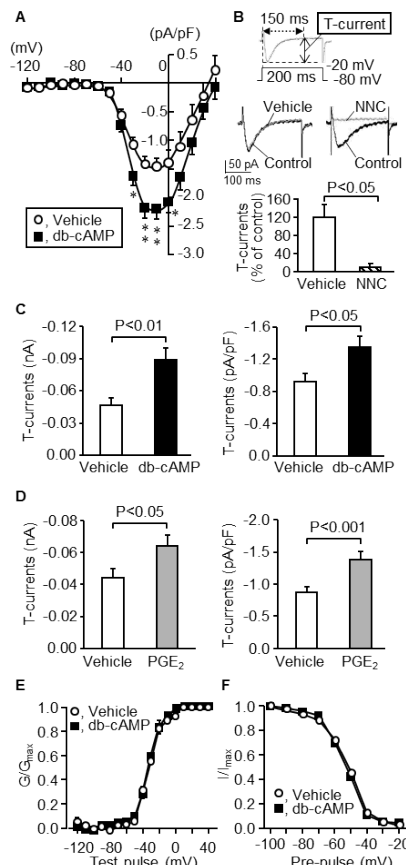 A
(mV)
(pA/pF)
-120
-80
-40
0
0.5
-0.5
-1.0
-1.5
-2.0
-2.5
-3.0
*
*
*
*
*
*
, Vehicle
, db-cAMP
B
150 ms
T-current
-20 mV
-80 mV
200 ms
Vehicle
NNC
Control
Control
50 pA
100 ms
T-currents
(% of control)
160
120
80
40
0
P<0.05
Vehicle
NNC
C
T-currents (nA)
-0.12
-0.09
-0.06
-0.03
0.00
P<0.01
Vehicle db-cAMP
T-currents (pA/pF)
-1.6
-1.2
-0.8
-0.4
0.0
P<0.05
Vehicle db-cAMP
D
T-currents (nA)
-0.08
-0.06
-0.04
-0.02
-0.00
P<0.05
Vehicle PGE2
T-currents (pA/pF)
-2.0
-1.5
-1.0
-0.5
0.0
P<0.001
Vehicle PGE2
E
G/Gmax
1.0
0.8
0.6
0.4
0.2
0.0
, Vehicle
, db-cAMP
-120 -80 -40 0 40
Test pulse (mV)
F
I/Imax
1.0
0.8
0.6
0.4
0.2
0.0
, Vehicle
, db-cAMP
-100 -80 -60 -40 -20
Pre-pulse (mV)